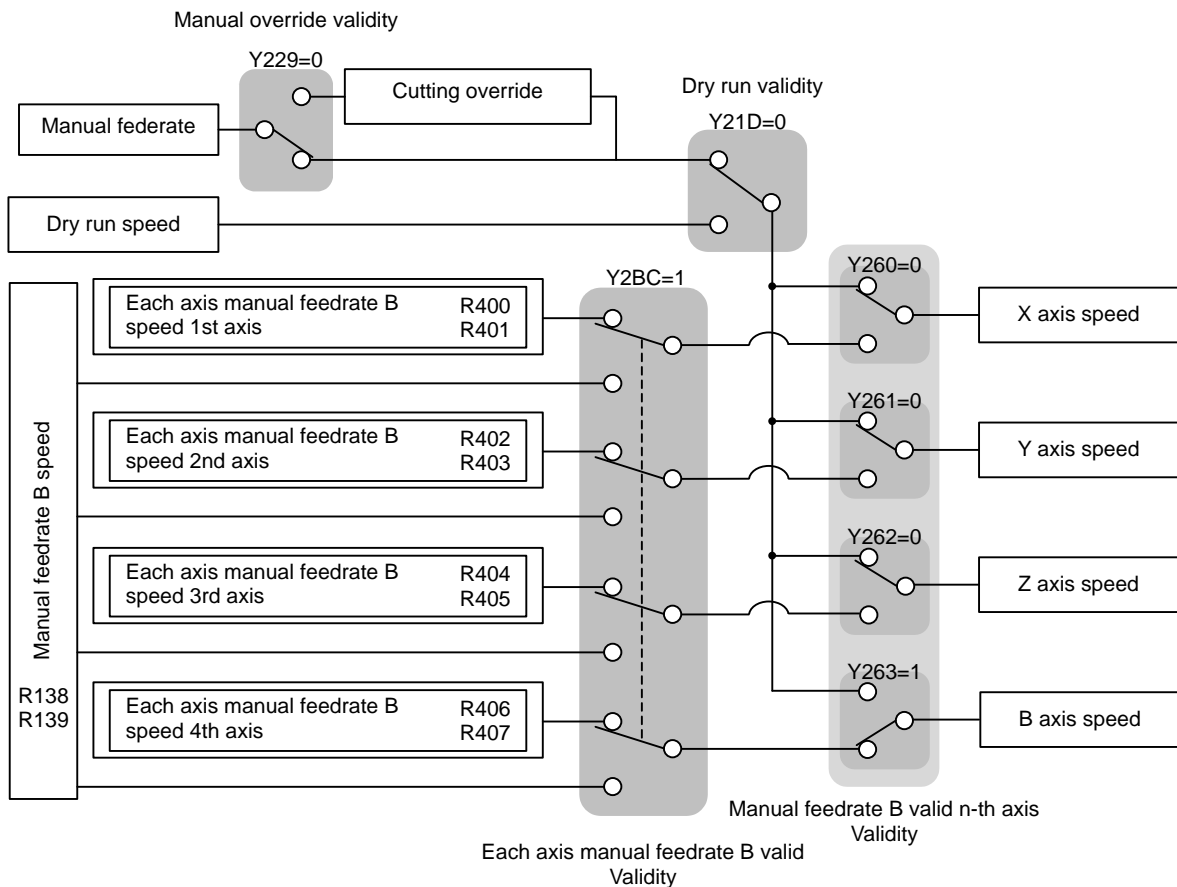 Manual override validity
Y229=0
Cutting override
Dry run validity
Manual federate
Y21D=0
Dry run speed
Y2BC=1
Y260=0
Each axis manual feedrate B
speed 1st axis
R400
R401
X axis speed
Y261=0
Each axis manual feedrate B
speed 2nd axis
R402
R403
Y axis speed
Manual feedrate B speed
R138
R139
Y262=0
Each axis manual feedrate B
speed 3rd axis
R404
R405
Z axis speed
Y263=1
Each axis manual feedrate B
speed 4th axis
R406
R407
B axis speed
Manual feedrate B valid n-th axis
Validity
Each axis manual feedrate B valid
Validity